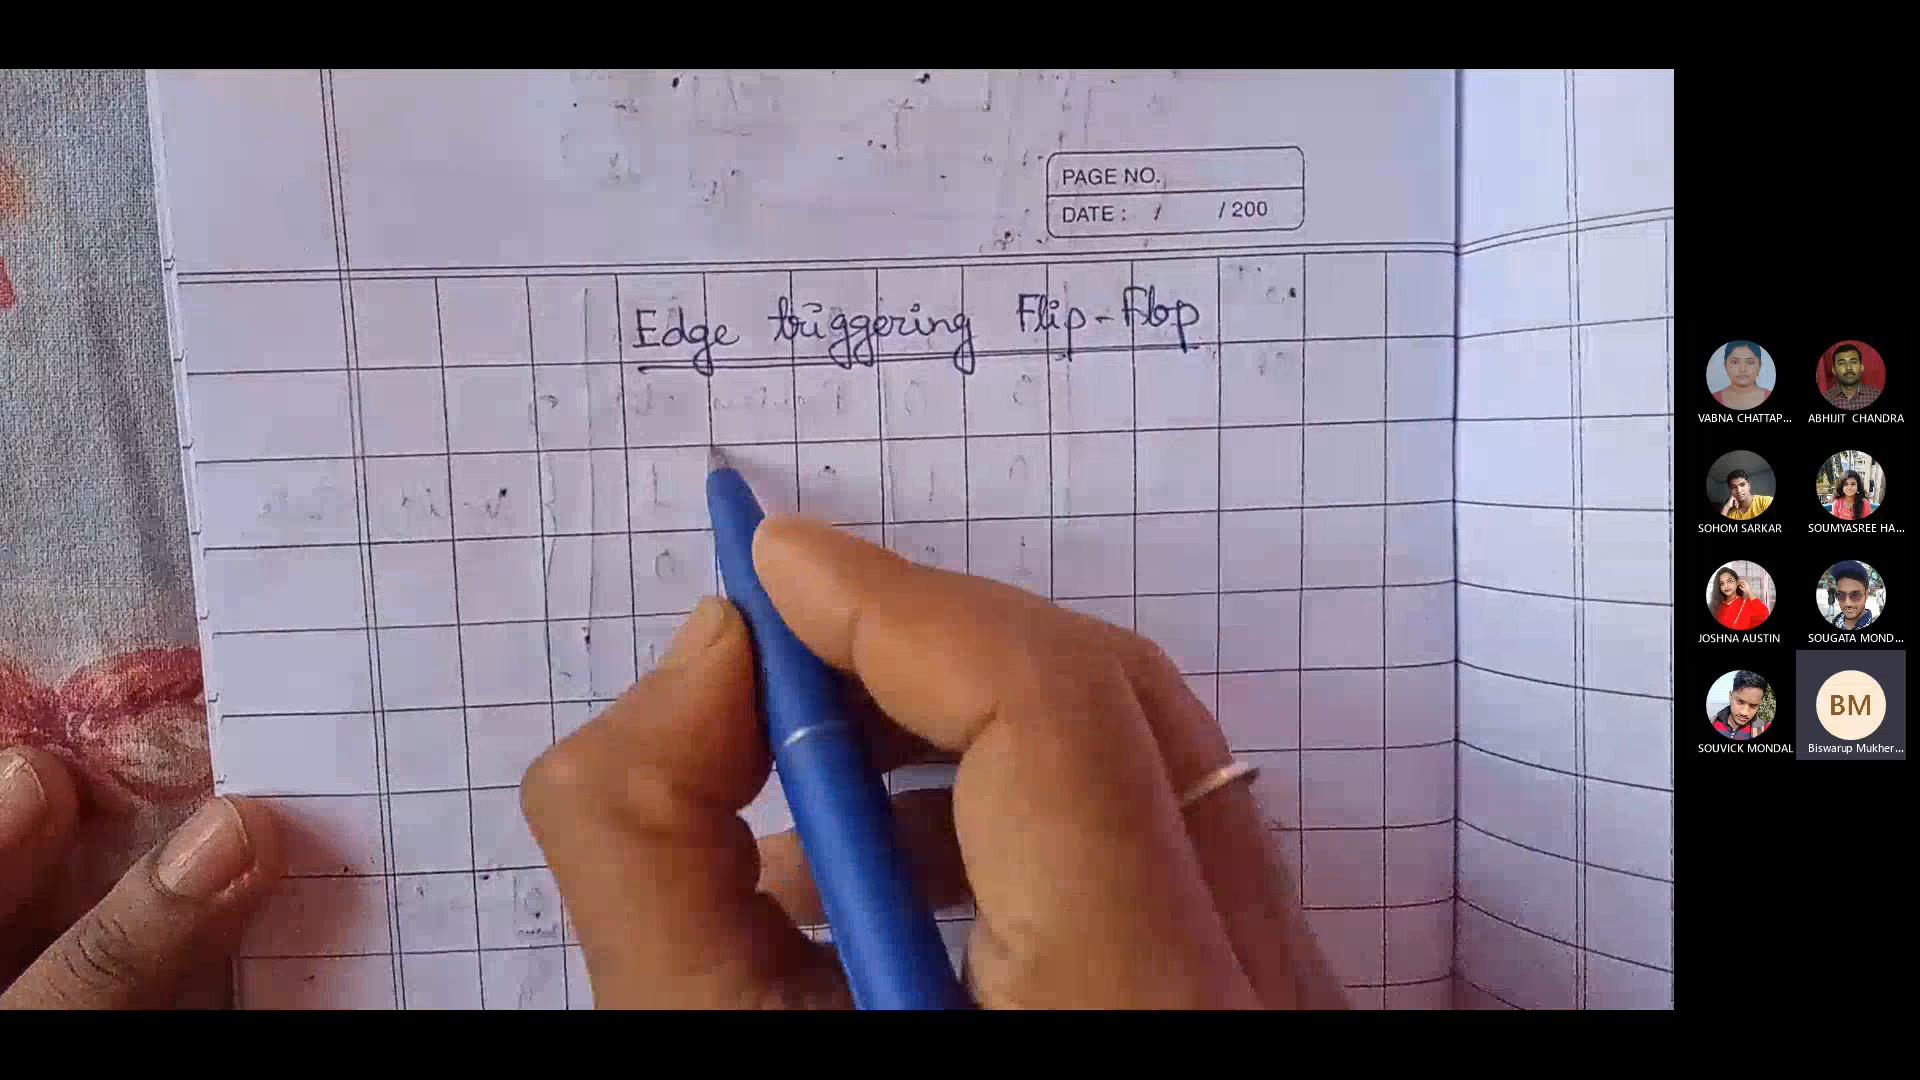 PAGE NO.
DATE : / / 200
Edge triggering Flip-Flop
VABNA CHATTAP...
ABHIJIT CHANDRA
SOHOM SARKAR
SOUMYASREE HA...
JOSHNA AUSTIN
SOUGATA MOND...
SOUVICK MONDAL
BM
Biswarup Mukher...